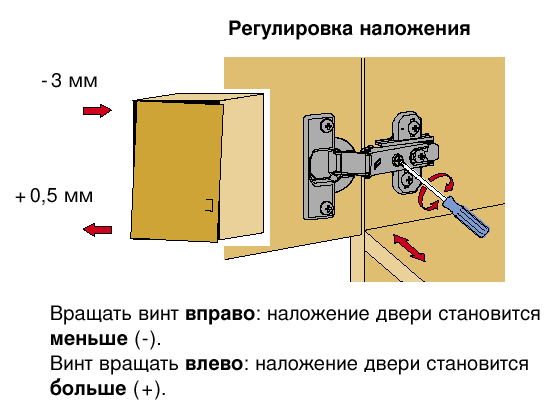 Регулировка наложения
- 3 мм
+ 0,5 мм
Вращать винт вправо: наложение двери становится
меньше (-).
Винт вращать влево: наложение двери становится
больше (+).